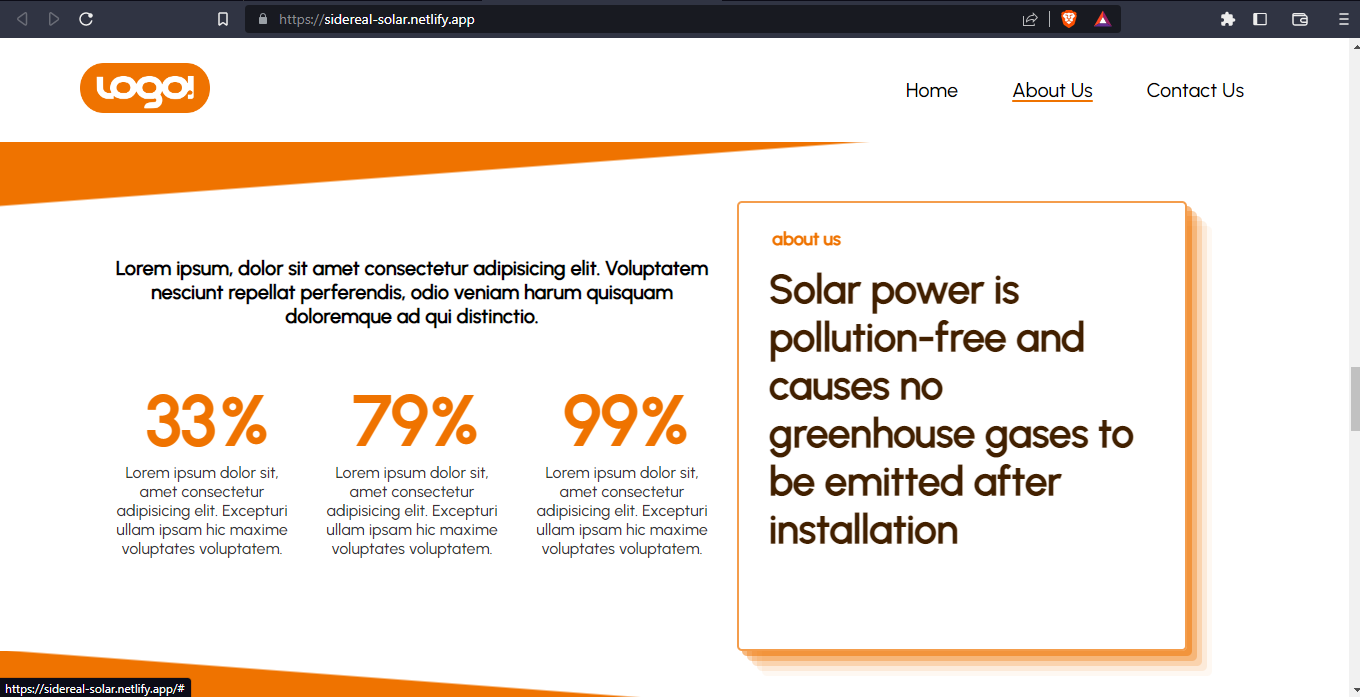 https://sidereal-solar.netlify.app
LOGO!
Home About Us Contact Us
Lorem ipsum, dolor sit amet consectetur adipisicing elit. Voluptatem
nesciunt repellat perferendis, odio veniam harum quisquam
doloremque ad qui distinctio.
33% 79% 99%
Lorem ipsum dolor sit,
amet consectetur
adipisicing elit. Excepturi
ullam ipsam hic maxime
voluptates voluptatem.
Lorem ipsum dolor sit,
amet consectetur
adipisicing elit. Excepturi
ullam ipsam hic maxime
voluptates voluptatem.
Lorem ipsum dolor sit,
amet consectetur
adipisicing elit. Excepturi
ullam ipsam hic maxime
voluptates voluptatem.
about us
Solar power is
pollution-free and
causes no
greenhouse gases to
be emitted after
installation
https://sidereal-solar.netlify.app/#